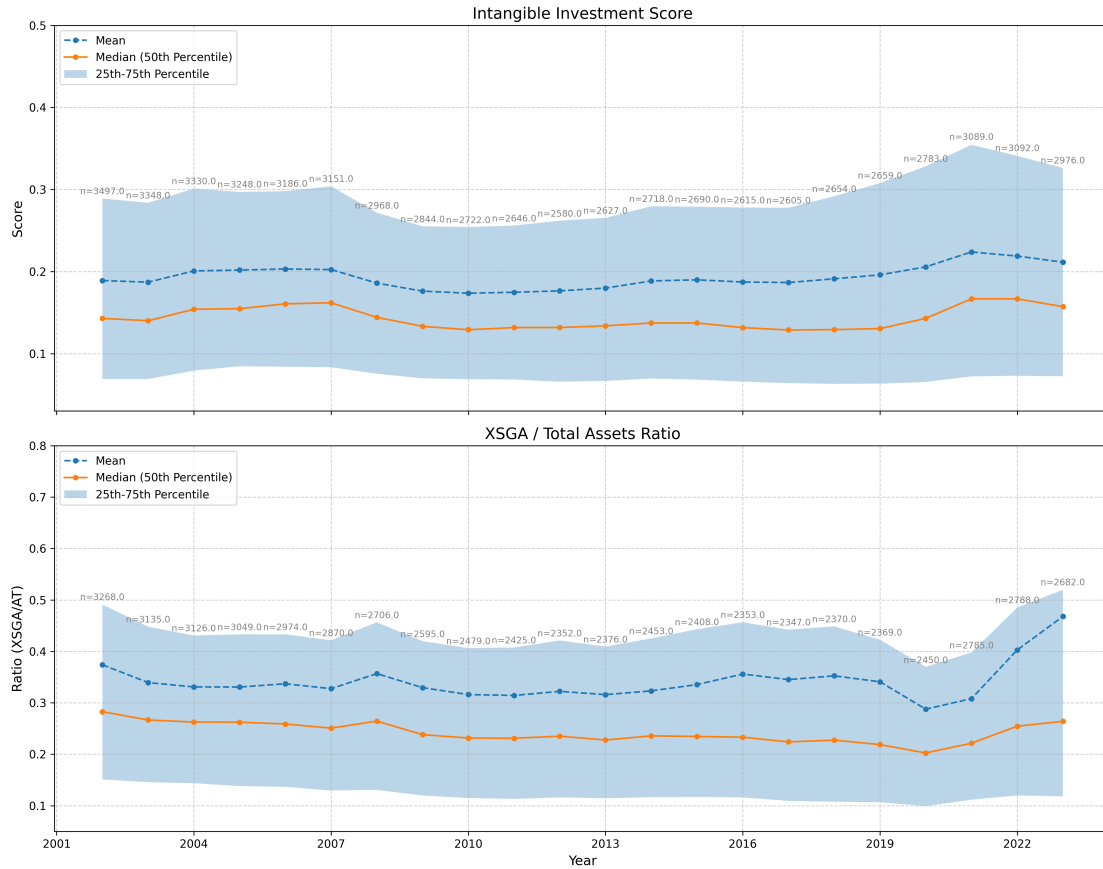 Intangible Investment Score
0.5
0.4
0.3
0.2
0.1
Score
Mean
Median (50th Percentile)
25th-75th Percentile
n=3497.0
n=3348.0
n=3330.0
n=3248.0
n=3186.0
n=3151.0
n=2968.0
n=2844.0
n=2722.0
n=2646.0
n=2580.0
n=2627.0
n=2718.0
n=2690.0
n=2615.0
n=2605.0
n=2654.0
n=2659.0
n=2783.0
n=3089.0
n=3092.0
n=2976.0
XSGA / Total Assets Ratio
0.8
0.7
0.6
0.5
0.4
0.3
0.2
0.1
Ratio (XSGA/AT)
Mean
Median (50th Percentile)
25th-75th Percentile
n=3268.0
n=3135.0
n=3126.0
n=3049.0
n=2974.0
n=2870.0
n=2706.0
n=2595.0
n=2479.0
n=2425.0
n=2352.0
n=2376.0
n=2453.0
n=2408.0
n=2353.0
n=2347.0
n=2370.0
n=2369.0
n=2450.0
n=2785.0
n=2788.0
n=2682.0
2001 2004 2007 2010 2013 2016 2019 2022
Year